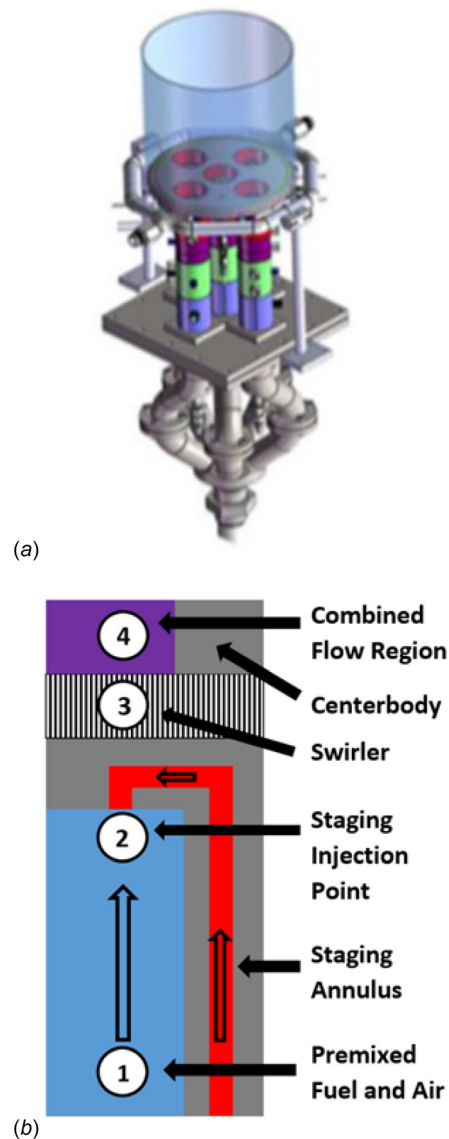 (a)
4
Combined
Flow Region
Centerbody
3
Swirler
2
Staging
Injection
Point
Staging
Annulus
1
Premixed
Fuel and Air
(b)